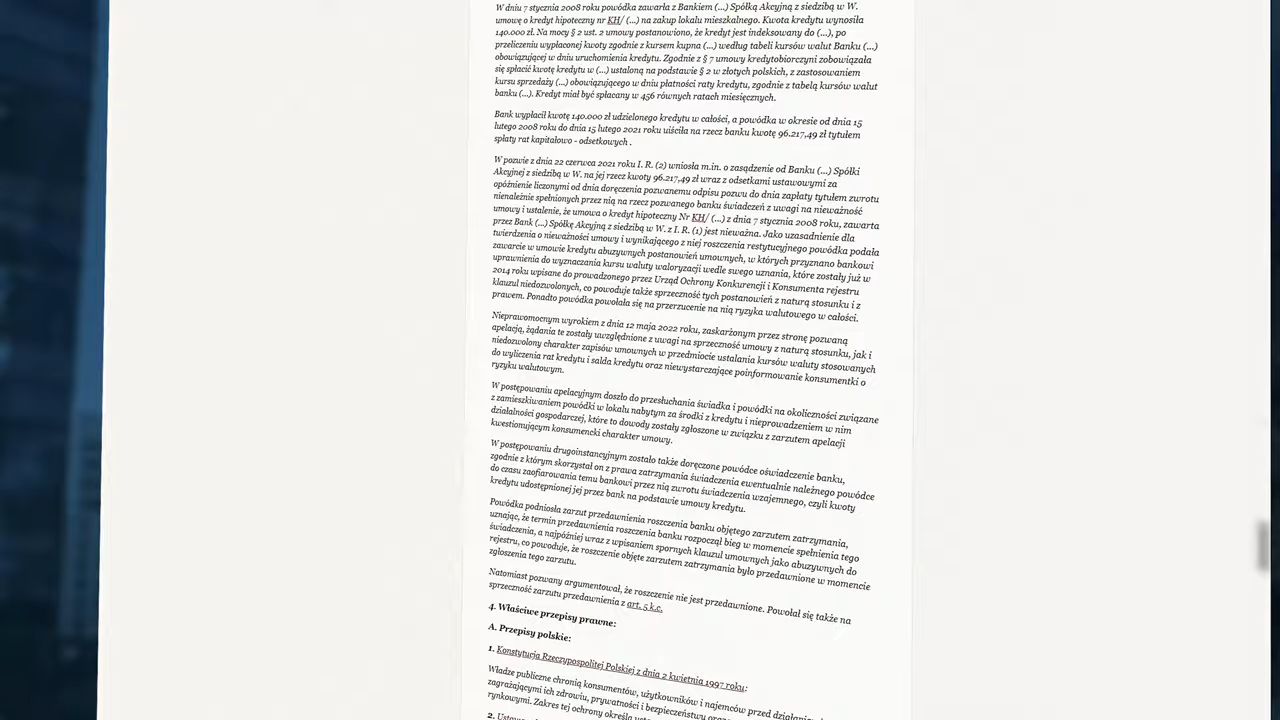 W dniu 7 stycznia 2008 roku powódka zawarła z Bankiem (...) Spółką Akcyjną z siedzibą w W.
umowę o kredyt hipoteczny nr KH/ (...) na zakup lokalu mieszkalnego. Kwota kredytu wynosiła
140.000 zł. Na mocy § 2 ust. 2 umowy postanowiono, że kredyt jest indeksowany do (...), po
przeliczeniu wypłaconej kwoty zgodnie z kursem kupna (...) według tabeli kursów walut Banku (...)
obowiązującej w dniu uruchomienia kredytu. Zgodnie z § 7 umowy kredytobiorczyni zobowiązała
się spłacić kwotę kredytu w (...) ustaloną na podstawie § 2 w złotych polskich, z zastosowaniem
kursu sprzedaży (...) obowiązującego w dniu płatności raty kredytu, zgodnie z tabelą kursów walut
banku (...). Kredyt miał być spłacany w 456 równych ratach miesięcznych.
Bank wypłacił kwotę 140.000 zł udzielonego kredytu w całości, a powódka w okresie od dnia 15
lutego 2008 roku do dnia 15 lutego 2021 roku uiściła na rzecz banku kwotę 96.217,49 zł tytułem
spłaty rat kapitałowo - odsetkowych .
W pozwie z dnia 22 czerwca 2021 roku I. R. (2) wniosła m.in. o zasądzenie od Banku (...) Spółki
Akcyjnej z siedzibą w W. na jej rzecz kwoty 96.217,49 zł wraz z odsetkami ustawowymi za
opóźnienie liczonymi od dnia doręczenia pozwanemu odpisu pozwu do dnia zapłaty tytułem zwrotu
nienależnie spełnionych przez nią na rzecz pozwanego banku świadczeń z uwagi na nieważność
umowy i ustalenie, że umowa o kredyt hipoteczny Nr KH/ (...) z dnia 7 stycznia 2008 roku, zawarta
przez Bank (...) Spółkę Akcyjną z siedzibą w W. z I. R. (1) jest nieważna. Jako uzasadnienie dla
twierdzenia o nieważności umowy i wynikającego z niej roszczenia restytucyjnego powódka podała
zawarcie w umowie kredytu abuzywnych postanowień umownych, w których przyznano bankowi
uprawnienia do wyznaczania kursu waluty waloryzacji wedle swego uznania, które zostały już w
2014 roku wpisane do prowadzonego przez Urząd Ochrony Konkurencji i Konsumenta rejestru
klauzul niedozwolonych, co powoduje także sprzeczność tych postanowień z naturą stosunku i z
prawem. Ponadto powódka powołała się na przerzucenie na nią ryzyka walutowego w całości.
Nieprawomocnym wyrokiem z dnia 12 maja 2022 roku, zaskarżonym przez stronę pozwaną
apelacją, żądania te zostały uwzględnione z uwagi na sprzeczność umowy z naturą stosunku, jak i
niedozwolony charakter zapisów umownych w przedmiocie ustalania kursów waluty stosowanych
do wyliczenia rat kredytu i salda kredytu oraz niewystarczające poinformowanie konsumentki o
ryzyku walutowym.
W postępowaniu apelacyjnym doszło do przesłuchania świadka i powódki na okoliczności związane
z zamieszkiwaniem powódki w lokalu nabytym za środki z kredytu i nieprowadzeniem w nim
działalności gospodarczej, które to dowody zostały zgłoszone w związku z zarzutem apelacji
kwestionującym konsumencki charakter umowy.
W postępowaniu drugoinstancyjnym zostało także doręczone powódce oświadczenie banku,
zgodnie z którym skorzystał on z prawa zatrzymania świadczenia ewentualnie należnego powódce
do czasu zaofiarowania temu bankowi przez nią zwrotu świadczenia wzajemnego, czyli kwoty
kredytu udostępnionej jej przez bank na podstawie umowy kredytu.
Powódka podniosła zarzut przedawnienia roszczenia banku objętego zarzutem zatrzymania,
uznając, że termin przedawnienia roszczenia banku rozpoczął bieg w momencie spełnienia tego
świadczenia, a najpóźniej wraz z wpisaniem spornych klauzul umownych jako abuzywnych do
rejestru, co powoduje, że roszczenie objęte zarzutem zatrzymania było przedawnione w momencie
zgłoszenia tego zarzutu.
Natomiast pozwany argumentował, że roszczenie nie jest przedawnione. Powołał się także na
sprzeczność zarzutu przedawnienia z art. 5 k.c.
4. Właściwe przepisy prawne:
A. Przepisy polskie:
1. Konstytucja Rzeczypospolitej Polskiej z dnia 2 kwietnia 1997 roku:
Władze publiczne chronią konsumentów, użytkowników i najemców przed
zagrażającymi ich zdrowiu, prywatności i bezpieczeństwu
rynkowymi. Zakres tej ochrony określa
2.